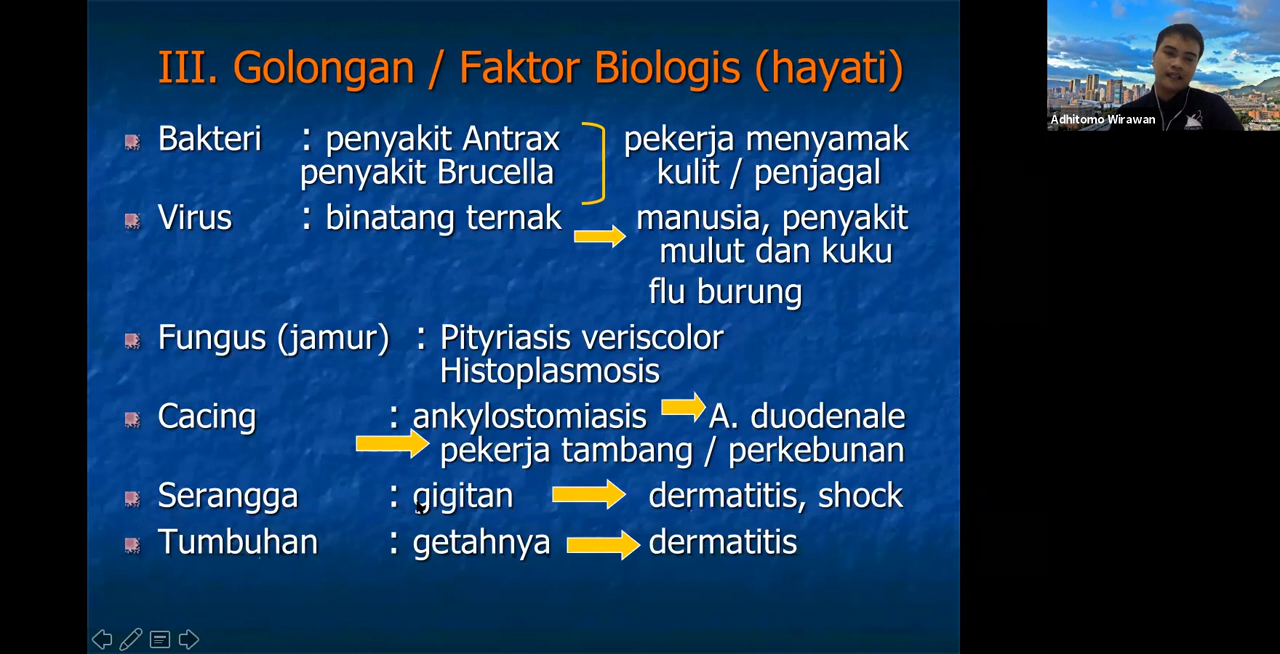 III. Golongan / Faktor Biologis (hayati)
Bakteri : penyakit Antrax pekerja menyamak
penyakit Brucella kulit / penjagal
Virus : binatang ternak manusia, penyakit
mulut dan kuku
flu burung
Fungus (jamur) : Pityriasis veriscolor
Histoplasmosis
Cacing : ankylostomiasis A. duodenale
pekerja tambang / perkebunan
Serangga : gigitan dermatitis, shock
Tumbuhan : getahnya dermatitis
Adhitomo Wirawan